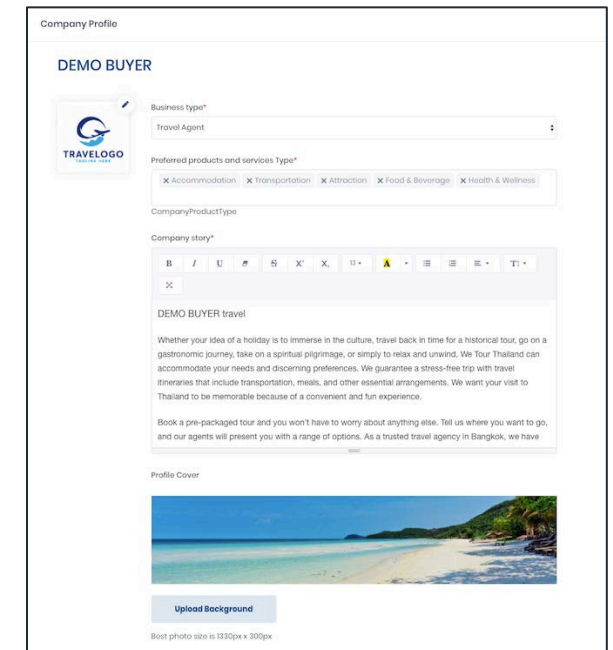 Company Profile
DEMO BUYER
TRAVELOGO
TAGLINE HERE
Business type*
Travel Agent
Preferred products and services Type*
× Accommodation × Transportation × Attraction × Food & Beverage × Health & Wellness
CompanyProductType
Company story*
B I U S X' X, 13 A T
DEMO BUYER travel
Whether your idea of a holiday is to immerse in the culture, travel back in time for a historical tour, go on a
gastronomic journey, take on a spiritual pilgrimage, or simply to relax and unwind, We Tour Thailand can
accommodate your needs and discerning preferences. We guarantee a stress-free trip with travel
itineraries that include transportation, meals, and other essential arrangements. We want your visit to
Thailand to be memorable because of a convenient and fun experience.
Book a pre-packaged tour and you won't have to worry about anything else. Tell us where you want to go,
and our agents will present you with a range of options. As a trusted travel agency in Bangkok, we have
Profile Cover
Upload Background
Best photo size is 1330px x 300px